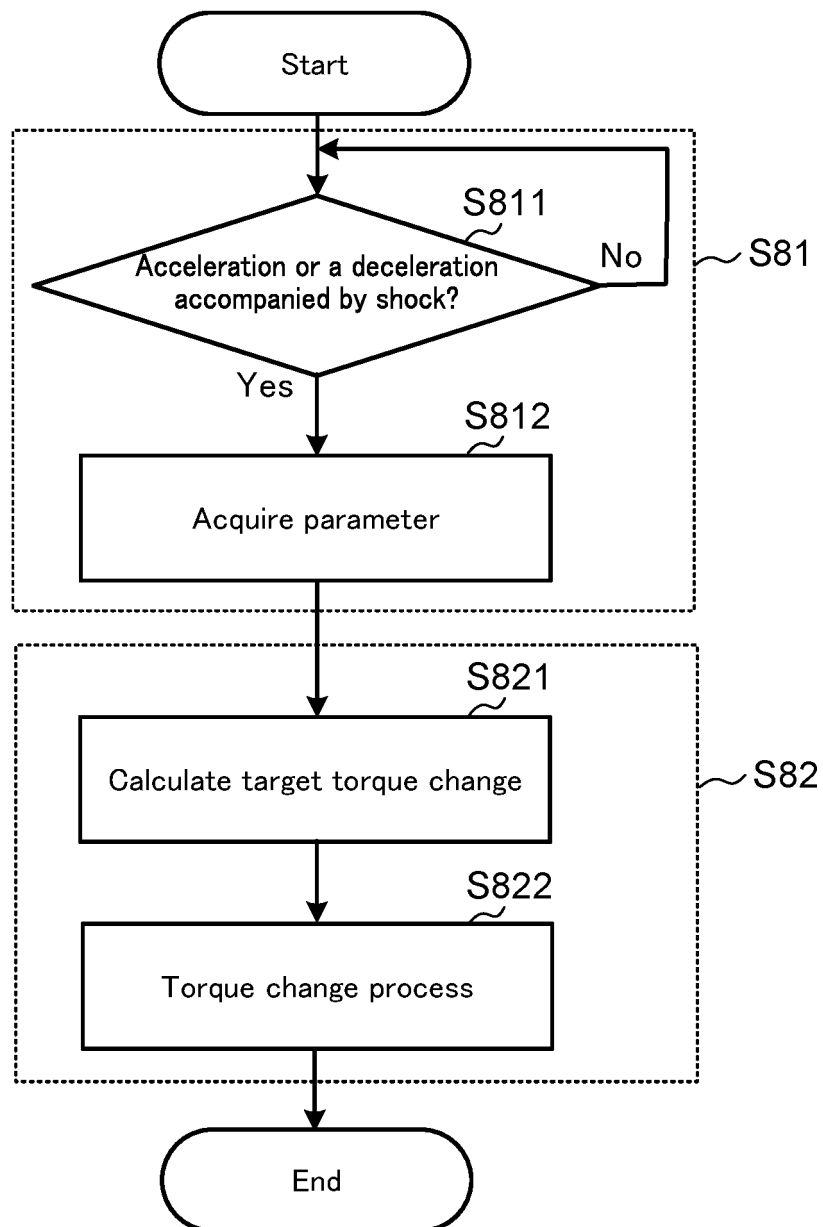 Start
S811
Acceleration or a deceleration
accompanied by shock?
No
S81
Yes
S812
Acquire parameter
S821
Calculate target torque change
S82
S822
Torque change process
End